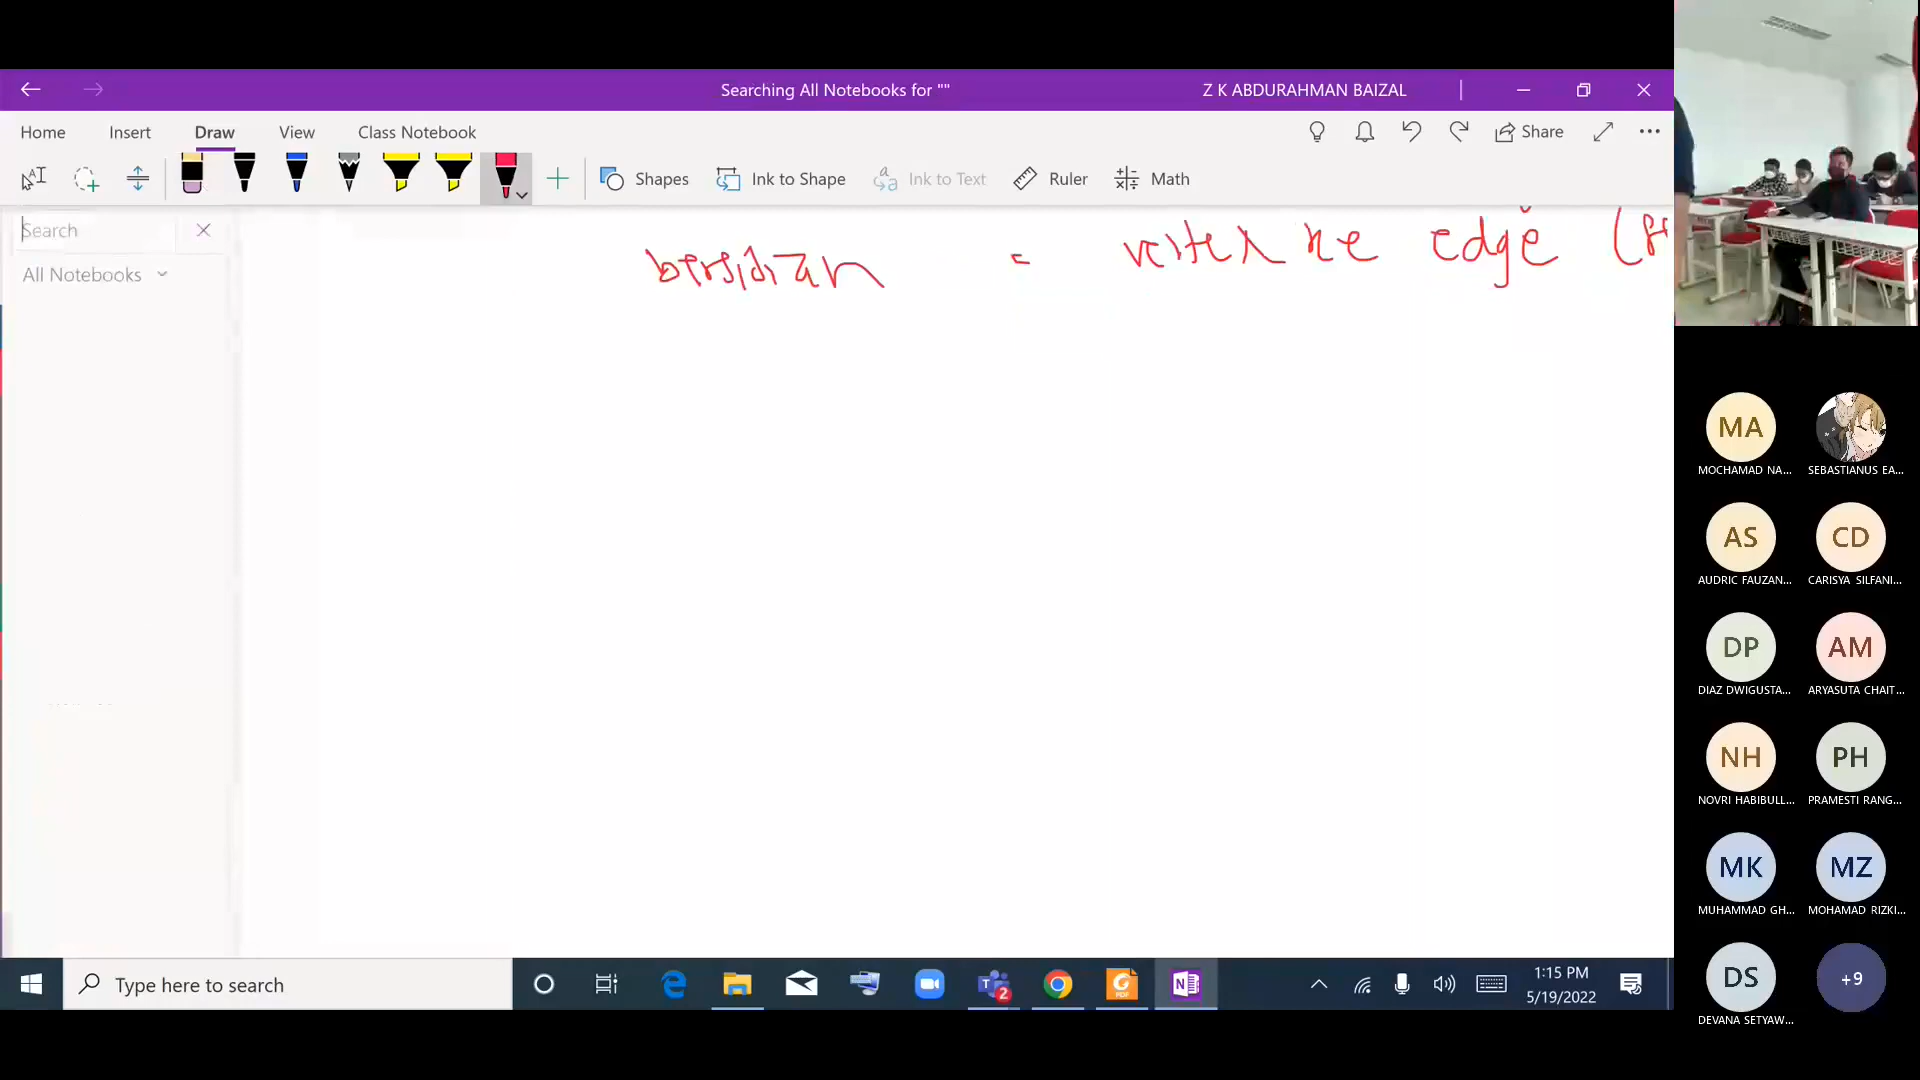 Searching All Notebooks for ""
Z K ABDURAHMAN BAIZAL
Home Insert Draw View Class Notebook
Share
Shapes Ink to Shape Ink to Text Ruler Math
Search
All Notebooks
= vertex ke edge (
MA
MOCHAMAD NA...
SEBASTIANUS EA...
AS
AUDRIC FAUZAN...
CD
CARISYA SILFANI...
DP
DIAZ DWIGUSTA...
AM
ARYASUTA CHAIT...
NH
NOVRI HABIBULL...
PH
PRAMESTI RANG...
MK
MUHAMMAD GH...
MZ
MOHAMAD RIZKI...
DS
DEVANA SETYAW...
+9
Type here to search
2
PDF
1:15 PM
5/19/2022